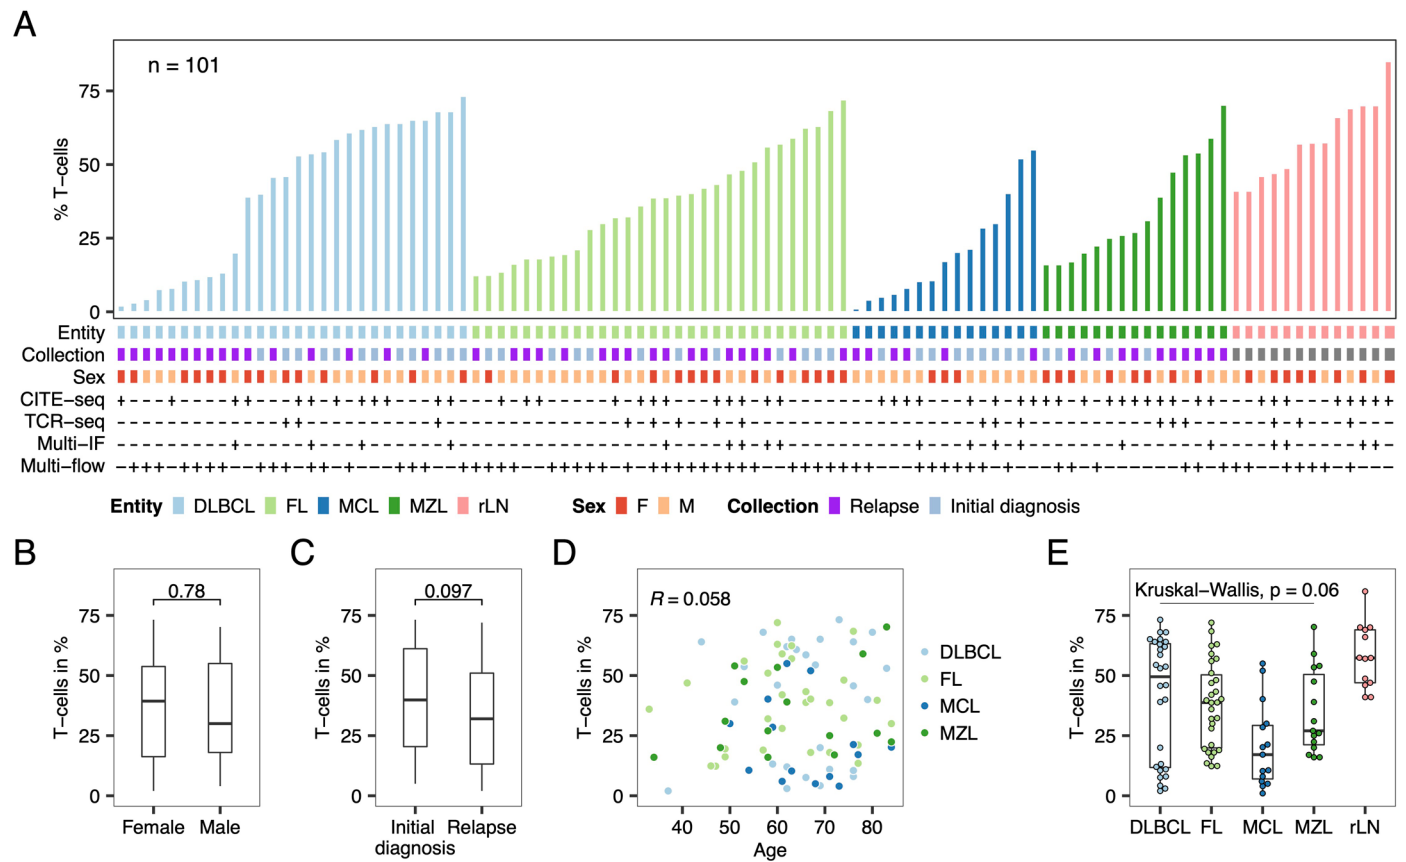 A
n = 101
% T−cells
75
50
25
0
Entity
Collection
Sex
CITE−seq
TCR−seq
Multi−IF
Multi−flow
Entity DLBCL FL MCL MZL rLN Sex F M Collection Relapse Initial diagnosis
B
0.78
T−cells in %
75
50
25
0
Female Male
C
0.097
T−cells in %
75
50
25
0
Initial diagnosis Relapse
D
R = 0.058
T−cells in %
75
50
25
0
40 50 60 70 80
Age
DLBCL
FL
MCL
MZL
E
Kruskal−Wallis, p = 0.06
T−cells in %
75
50
25
0
DLBCL FL MCL MZL rLN